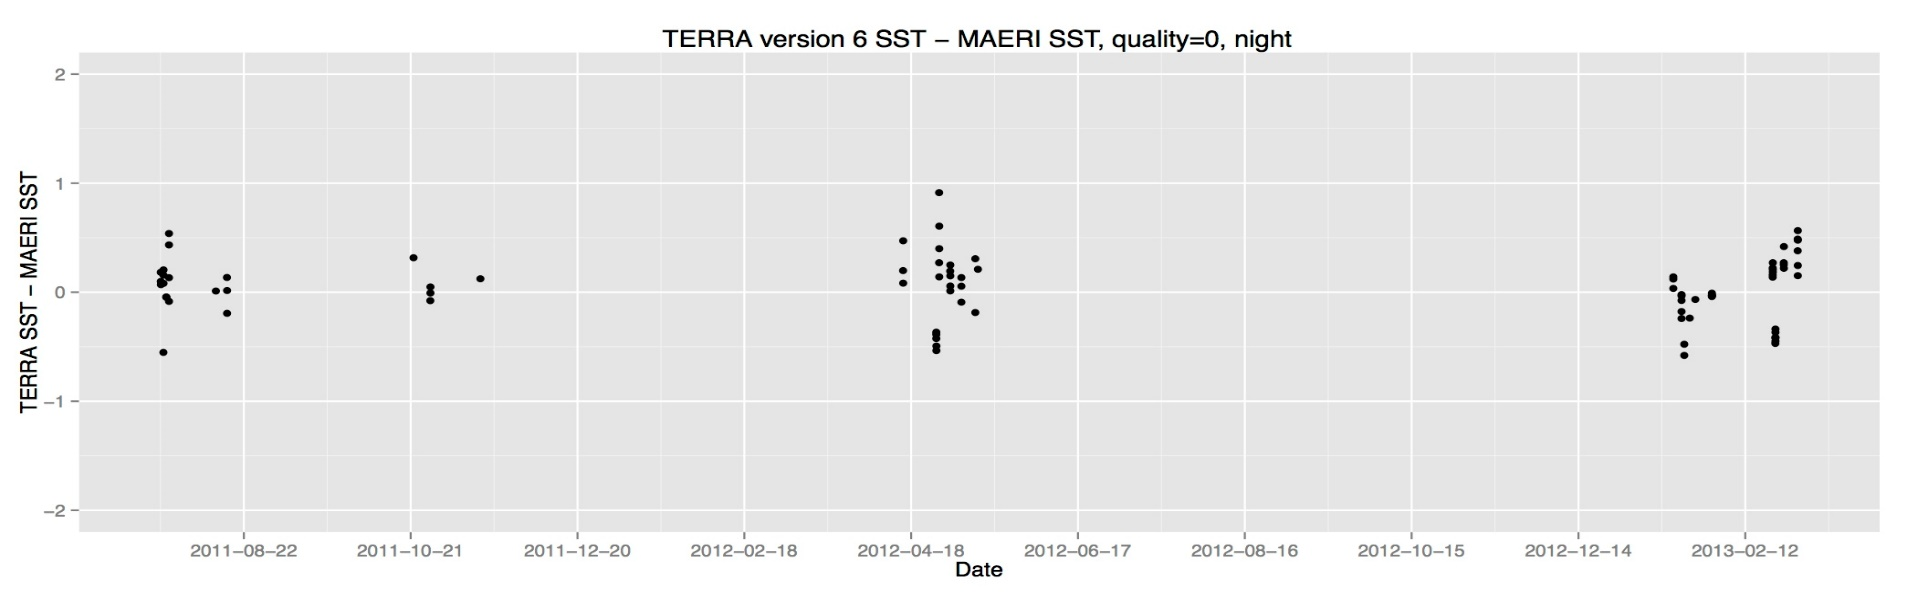 TERRA version 6 SST − MAERI SST, quality=0, night
TERRA SST − MAERI SST
2
1
0
−1
−2
2011−08−22 2011−10−21 2011−12−20 2012−02−18 2012−04−18 2012−06−17 2012−08−16 2012−10−15 2012−12−14 2013−02−12
Date